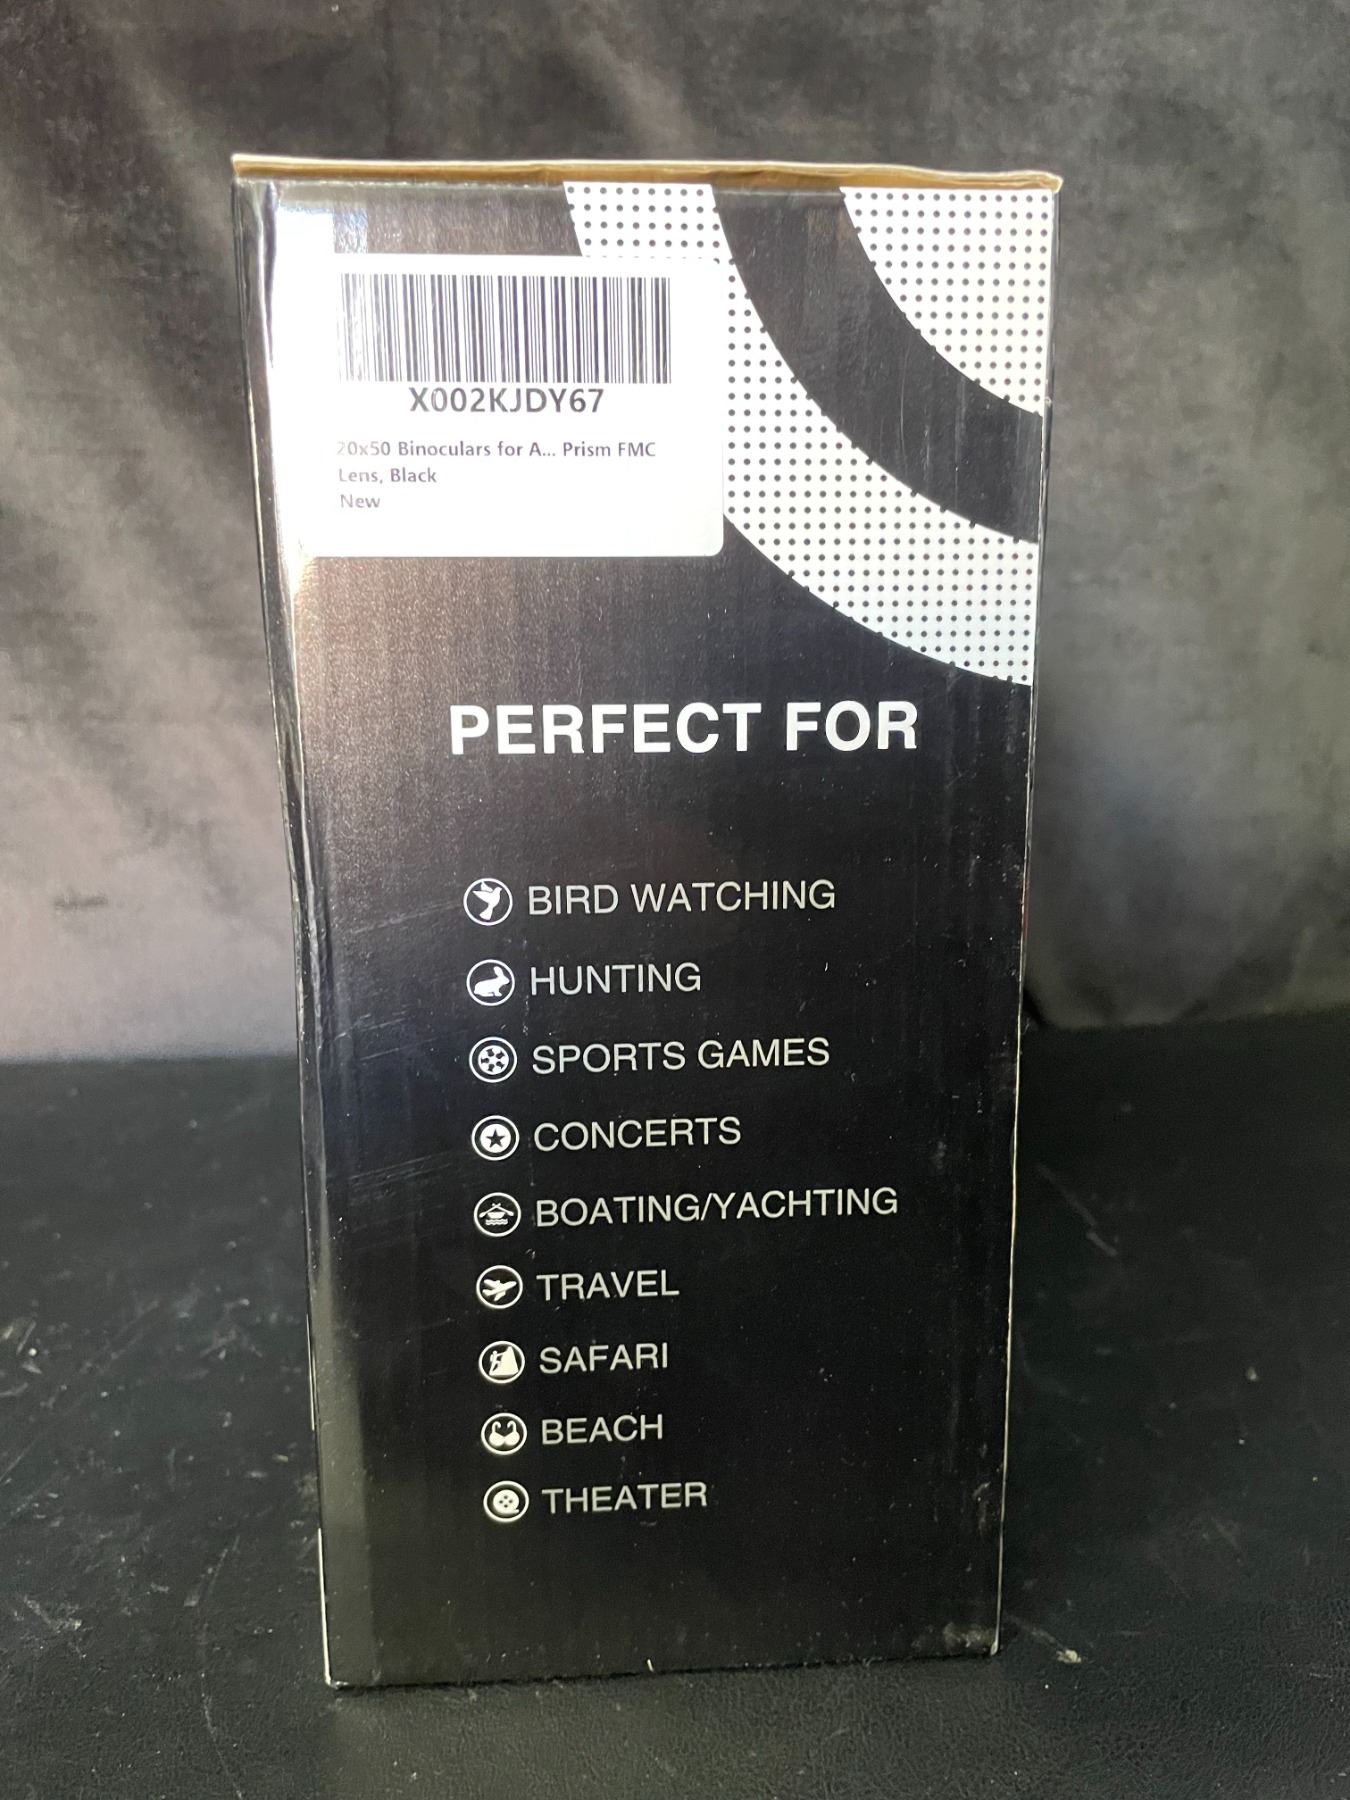 X002KJDY67
20x50 Binoculars for A... Prism FMC
Lens, Black
New
PERFECT FOR
BIRD WATCHING
HUNTING
SPORTS GAMES
CONCERTS
BOATING/YACHTING
TRAVEL
SAFARI
BEACH
THEATER